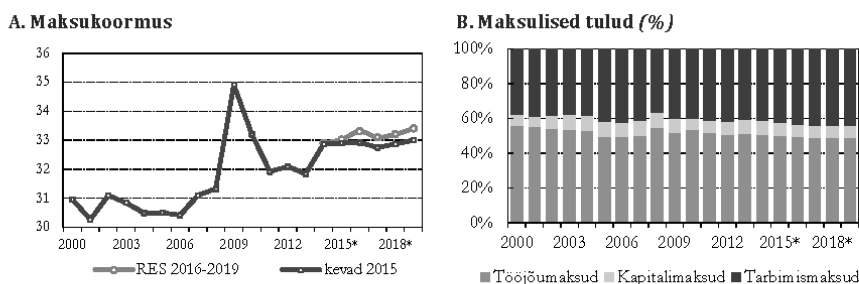 A. Maksukoormus
36
35
34
33
32
31
30
2000 2003 2006 2009 2012 2015* 2018*
RES 2016-2019 kevad 2015
B. Maksulised tulud (%)
100%
80%
60%
40%
20%
0%
2000 2003 2006 2009 2012 2015* 2018*
Tööjõumaksud Kapitalimaksud Tarbimismaksud